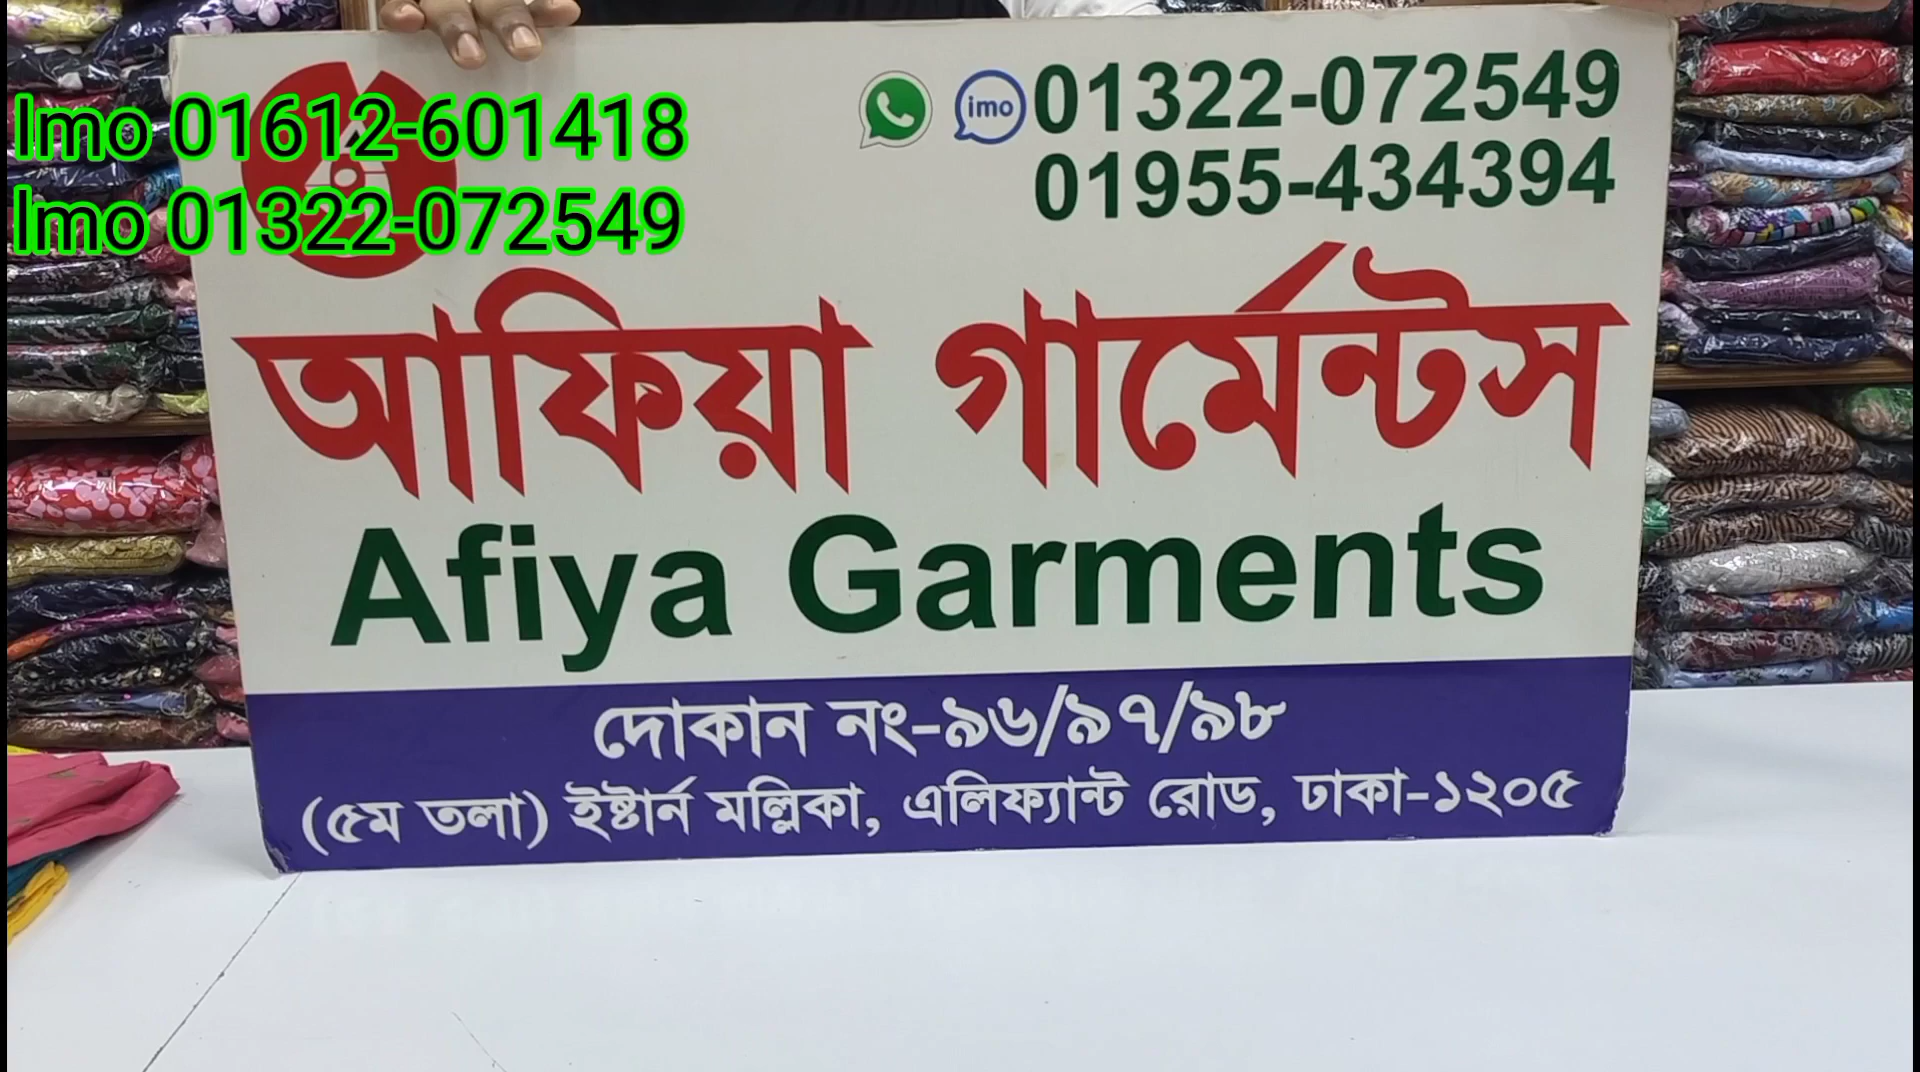 Imo 01612-601418
Imo 01322-072549
imo 01322-072549
01955-434394
আফিয়া গার্মেন্টস
Afiya Garments
দোকান নং-৯৬/৯৭/৯৮
(৫ম তলা) ইষ্টার্ন মল্লিকা, এলিফ্যান্ট রোড, ঢাকা-১২০৫